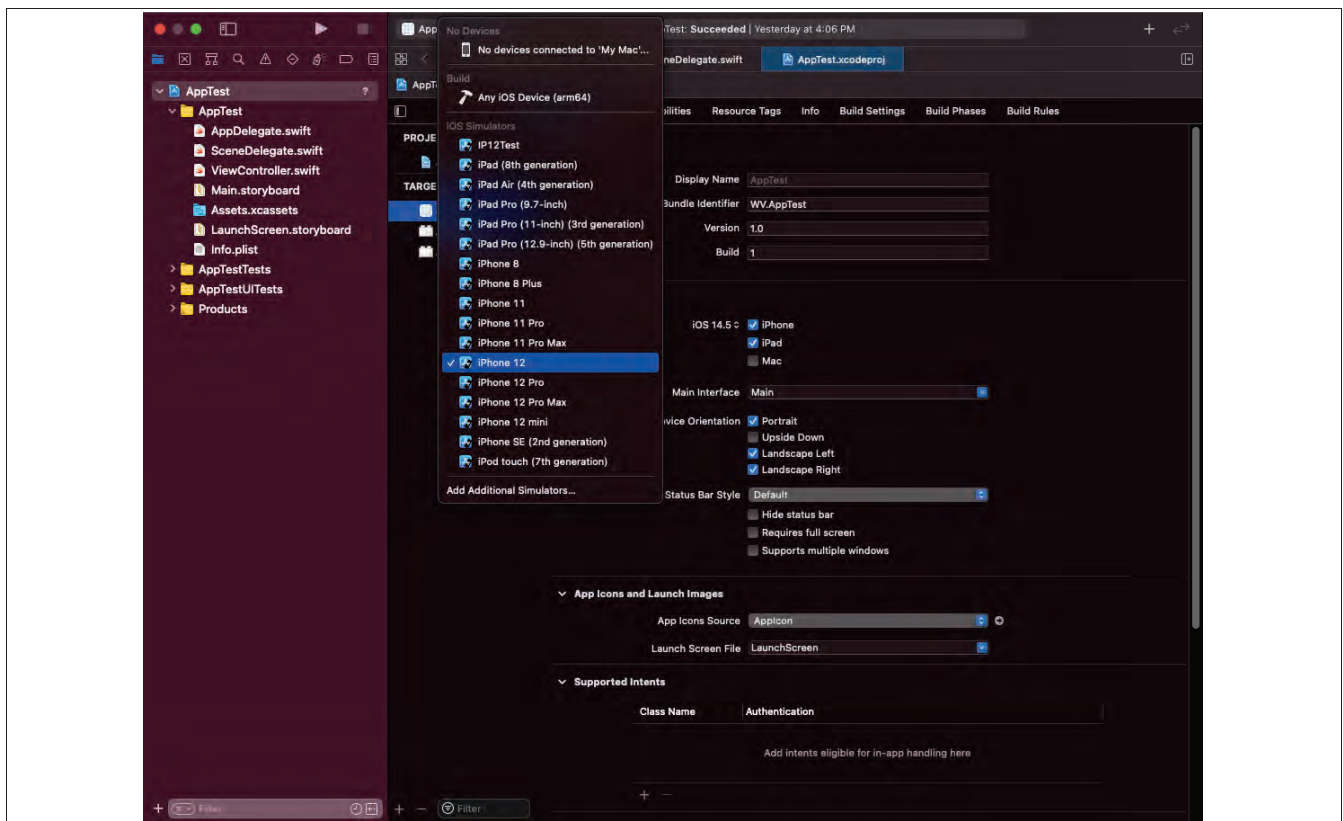 App
Test: Succeeded | Yesterday at 4:06 PM
No Devices
No devices connected to 'My Mac'...
Build
Any iOS Device (arm64)
iOS Simulators
IP12Test
iPad (8th generation)
iPad Air (4th generation)
iPad Pro (9.7-inch)
iPad Pro (11-inch) (3rd generation)
iPad Pro (12.9-inch) (5th generation)
iPhone 8
iPhone 8 Plus
iPhone 11
iPhone 11 Pro
iPhone 11 Pro Max
iPhone 12
iPhone 12 Pro
iPhone 12 Pro Max
iPhone 12 mini
iPhone SE (2nd generation)
iPod touch (7th generation)
Add Additional Simulators...
AppTest ?
AppTest
AppDelegate.swift
SceneDelegate.swift
ViewController.swift
Main.storyboard
Assets.xcassets
LaunchScreen.storyboard
Info.plist
AppTestTests
AppTestUITests
Products
Filter
neDelegate.swift AppTest.xcodeproj
AppT
bilities Resource Tags Info Build Settings Build Phases Build Rules
PROJE
TARGE
Display Name AppTest
Bundle Identifier WV.AppTest
Version 1.0
Build 1
iOS 14.5 iPhone
iPad
Mac
Main Interface Main
evice Orientation Portrait
Upside Down
Landscape Left
Landscape Right
Status Bar Style Default
Hide status bar
Requires full screen
Supports multiple windows
App Icons and Launch Images
App Icons Source AppIcon
Launch Screen File LaunchScreen
Supported Intents
Class Name Authentication
Add intents eligible for in-app handling here
Filter